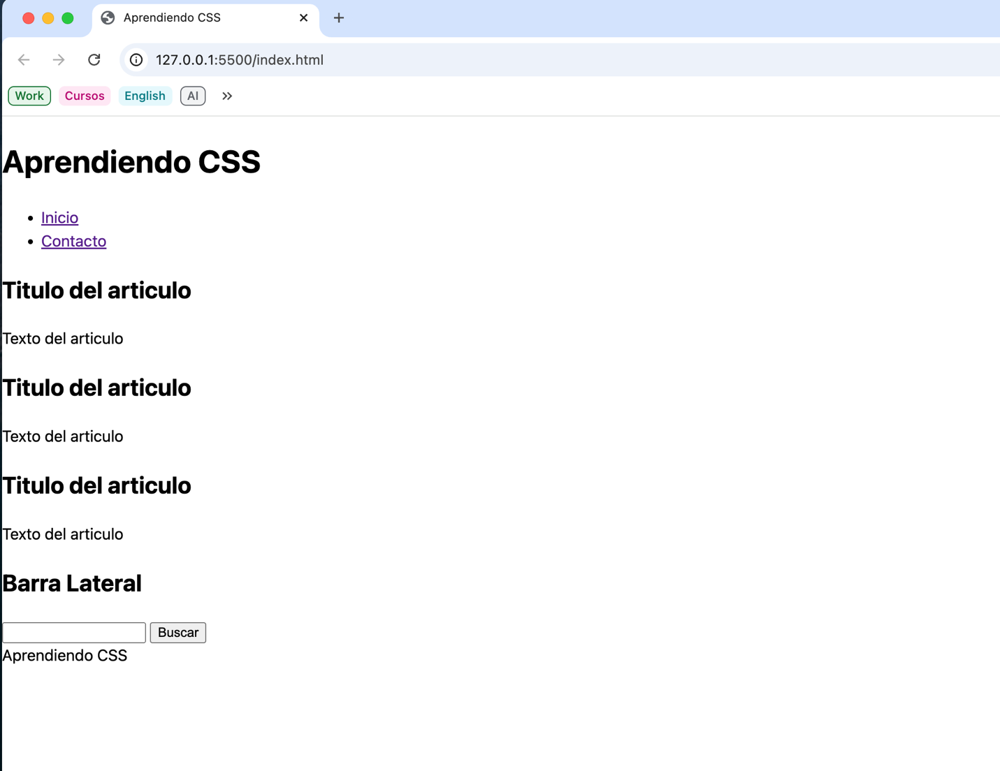 Aprendiendo CSS
127.0.0.1:5500/index.html
Work Cursos English AI
Aprendiendo CSS
Inicio
Contacto
Titulo del articulo
Texto del articulo
Titulo del articulo
Texto del articulo
Titulo del articulo
Texto del articulo
Barra Lateral
Buscar
Aprendiendo CSS